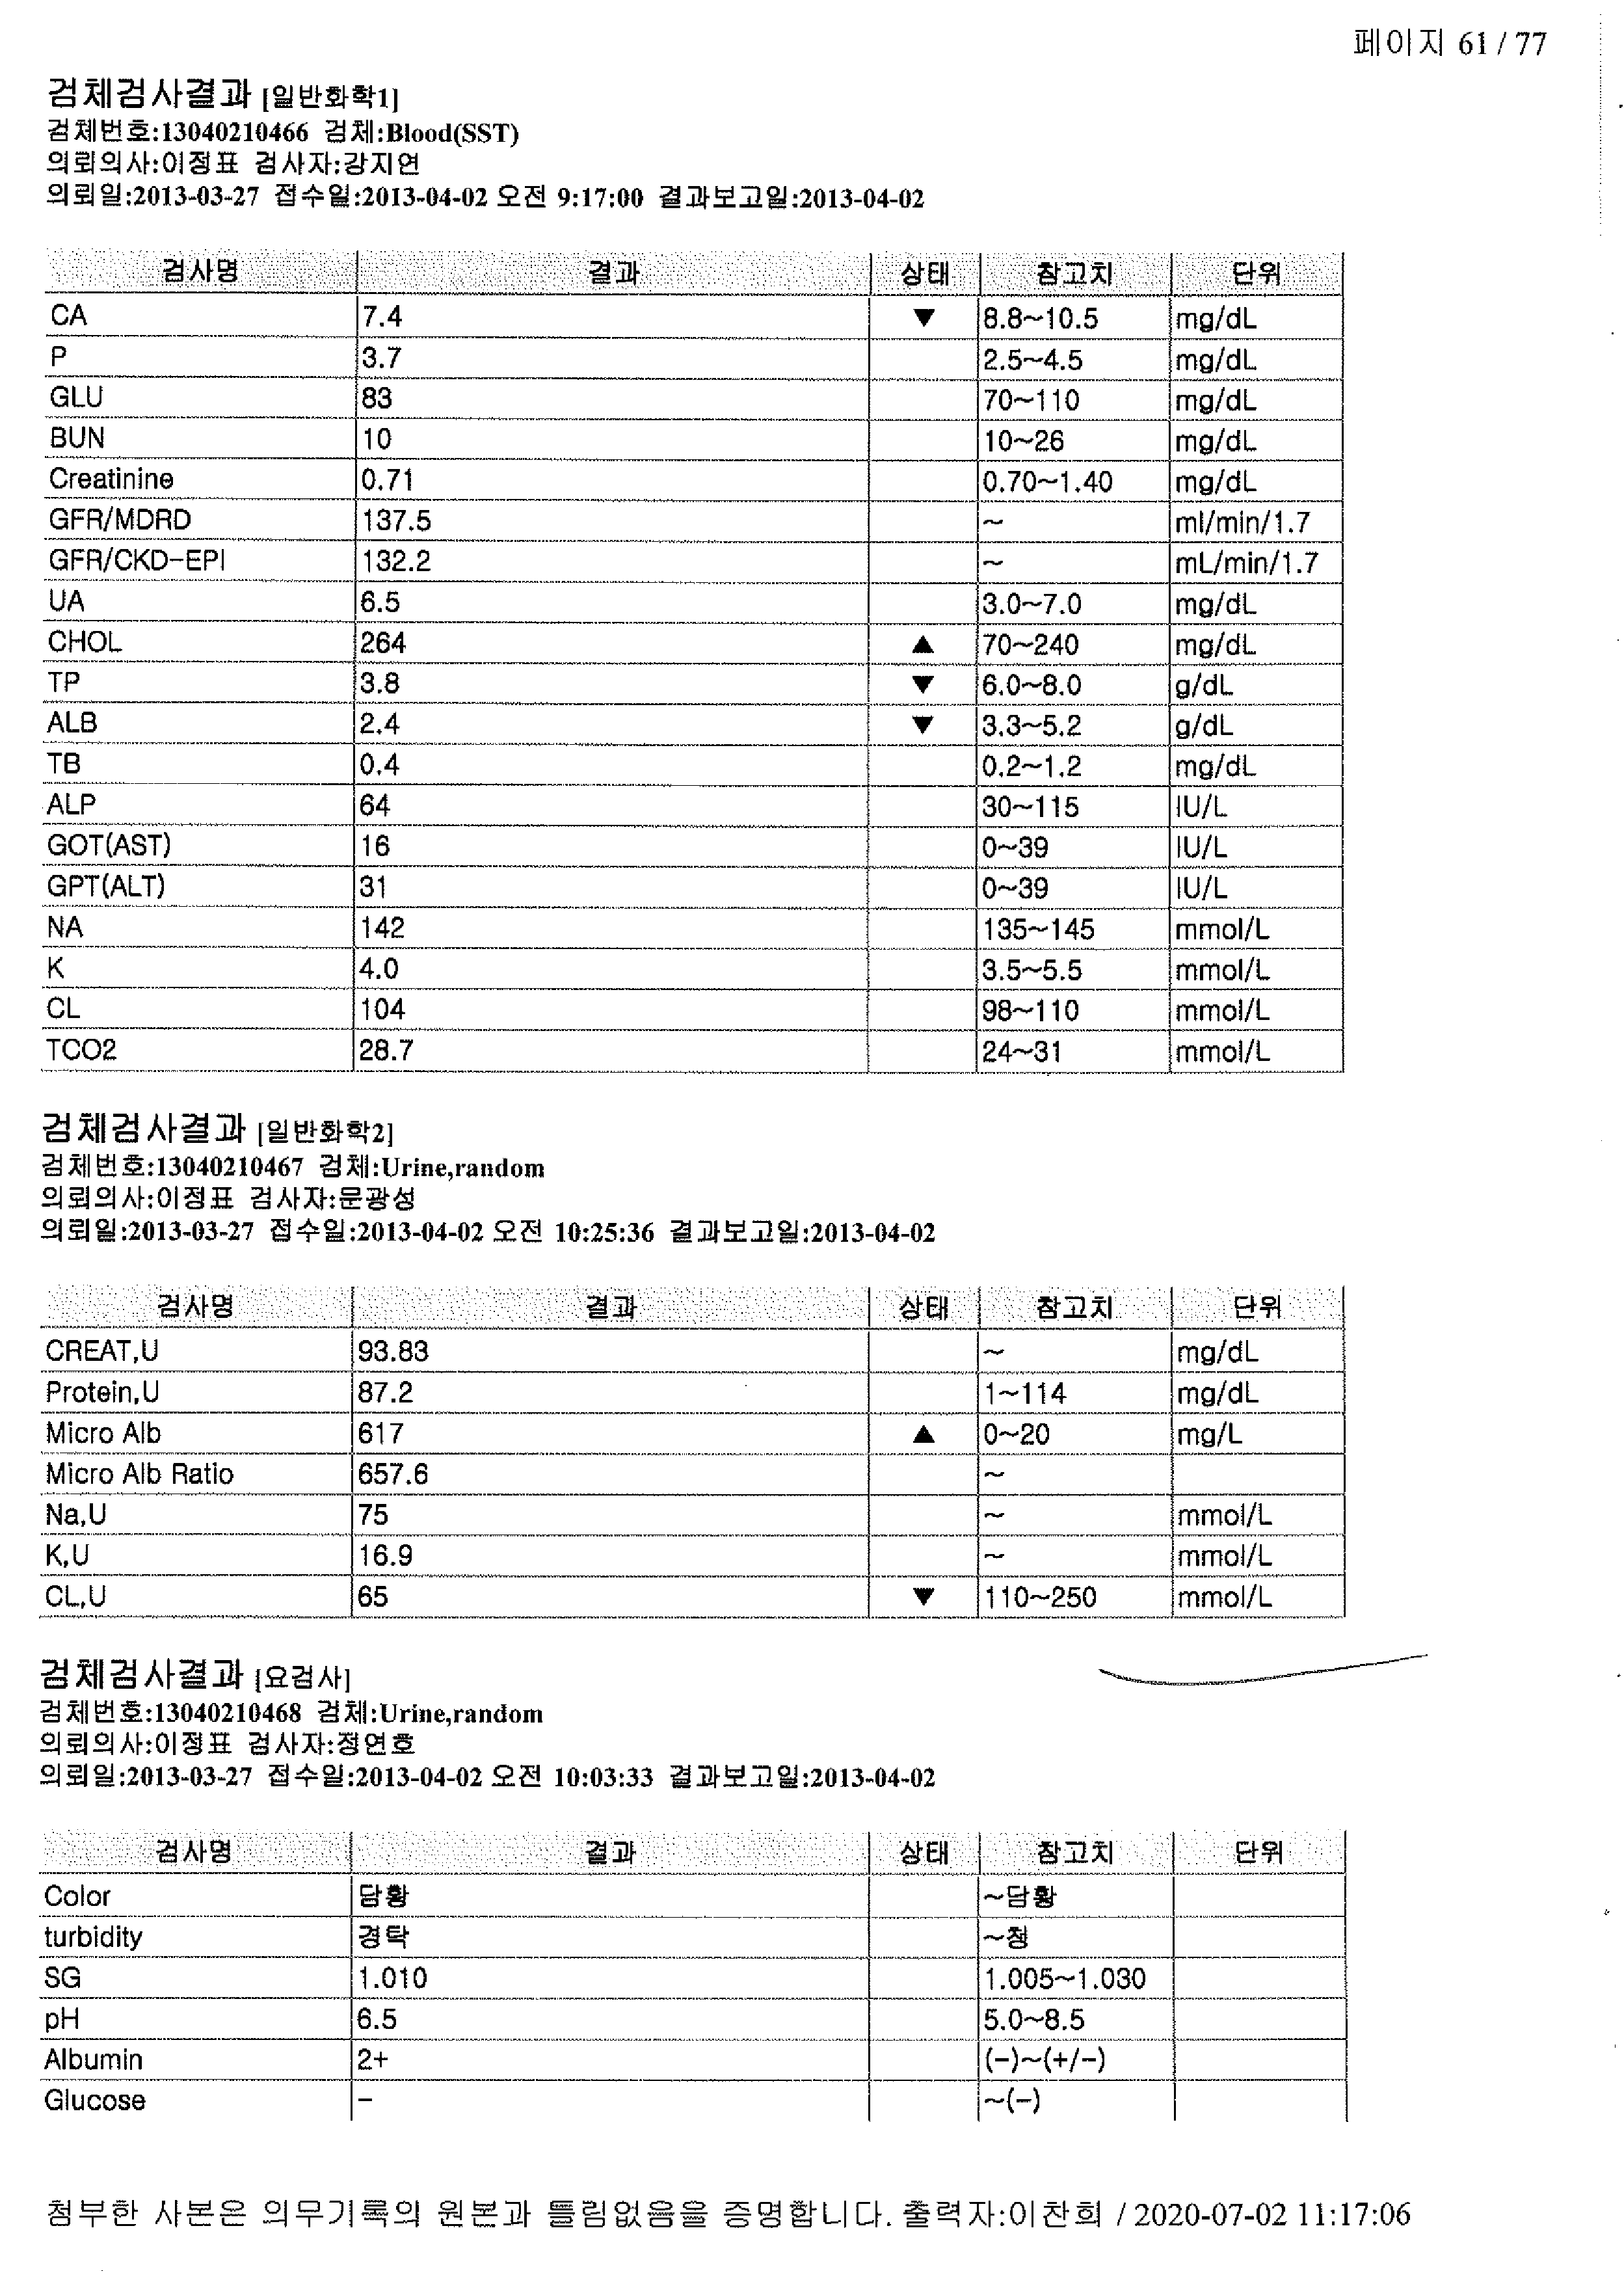 페이지 61 / 77
검체검사결과 [일반화학1]
검체번호:13040210466 검체:Blood(SST)
의뢰의사:이정표 검사자:강지연
의뢰일:2013-03-27 접수일:2013-04-02 오전 9:17:00 결과보고일:2013-04-02
검사명 결과 상태 참고치 단위
CA 7.4 ▼ 8.8~10.5 mg/dL
P 3.7 2.5~4.5 mg/dL
GLU 83 70~110 mg/dL
BUN 10 10~26 mg/dL
Creatinine 0.71 0.70~1.40 mg/dL
GFR/MDRD 137.5 ~ ml/min/1.7
GFR/CKD-EPI 132.2 ~ mL/min/1.7
UA 6.5 3.0~7.0 mg/dL
CHOL 264 ▲ 70~240 mg/dL
TP 3.8 ▼ 6.0~8.0 g/dL
ALB 2.4 ▼ 3.3~5.2 g/dL
TB 0.4 0.2~1.2 mg/dL
ALP 64 30~115 IU/L
GOT(AST) 16 0~39 IU/L
GPT(ALT) 31 0~39 IU/L
NA 142 135~145 mmol/L
K 4.0 3.5~5.5 mmol/L
CL 104 98~110 mmol/L
TCO2 28.7 24~31 mmol/L
검체검사결과 [일반화학2]
검체번호:13040210467 검체:Urine,random
의뢰의사:이정표 검사자:문광성
의뢰일:2013-03-27 접수일:2013-04-02 오전 10:25:36 결과보고일:2013-04-02
검사명 결과 상태 참고치 단위
CREAT,U 93.83 ~ mg/dL
Protein,U 87.2 1~114 mg/dL
Micro Alb 617 ▲ 0~20 mg/L
Micro Alb Ratio 657.6 ~
Na,U 75 ~ mmol/L
K,U 16.9 ~ mmol/L
CL,U 65 ▼ 110~250 mmol/L
검체검사결과 [요검사]
검체번호:13040210468 검체:Urine,random
의뢰의사:이정표 검사자:정연호
의뢰일:2013-03-27 접수일:2013-04-02 오전 10:03:33 결과보고일:2013-04-02
검사명 결과 상태 참고치 단위
Color 담황 ~담황
turbidity 경탁 ~청
SG 1.010 1.005~1.030
pH 6.5 5.0~8.5
Albumin 2+ (-)~(+/-)
Glucose - ~(-)
첨부한 사본은 의무기록의 원본과 틀림없음을 증명합니다. 출력자:이찬희 / 2020-07-02 11:17:06